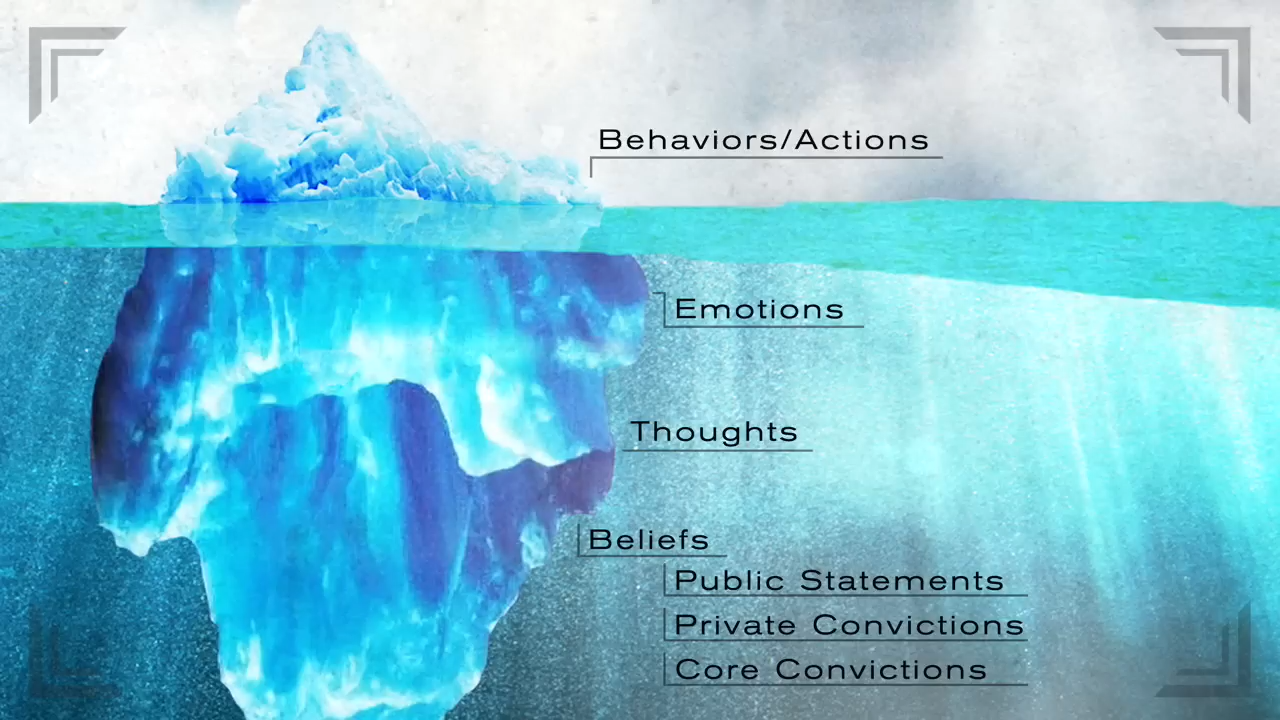 Behaviors/Actions
Emotions
Thoughts
Beliefs
Public Statements
Private Convictions
Core Convictions